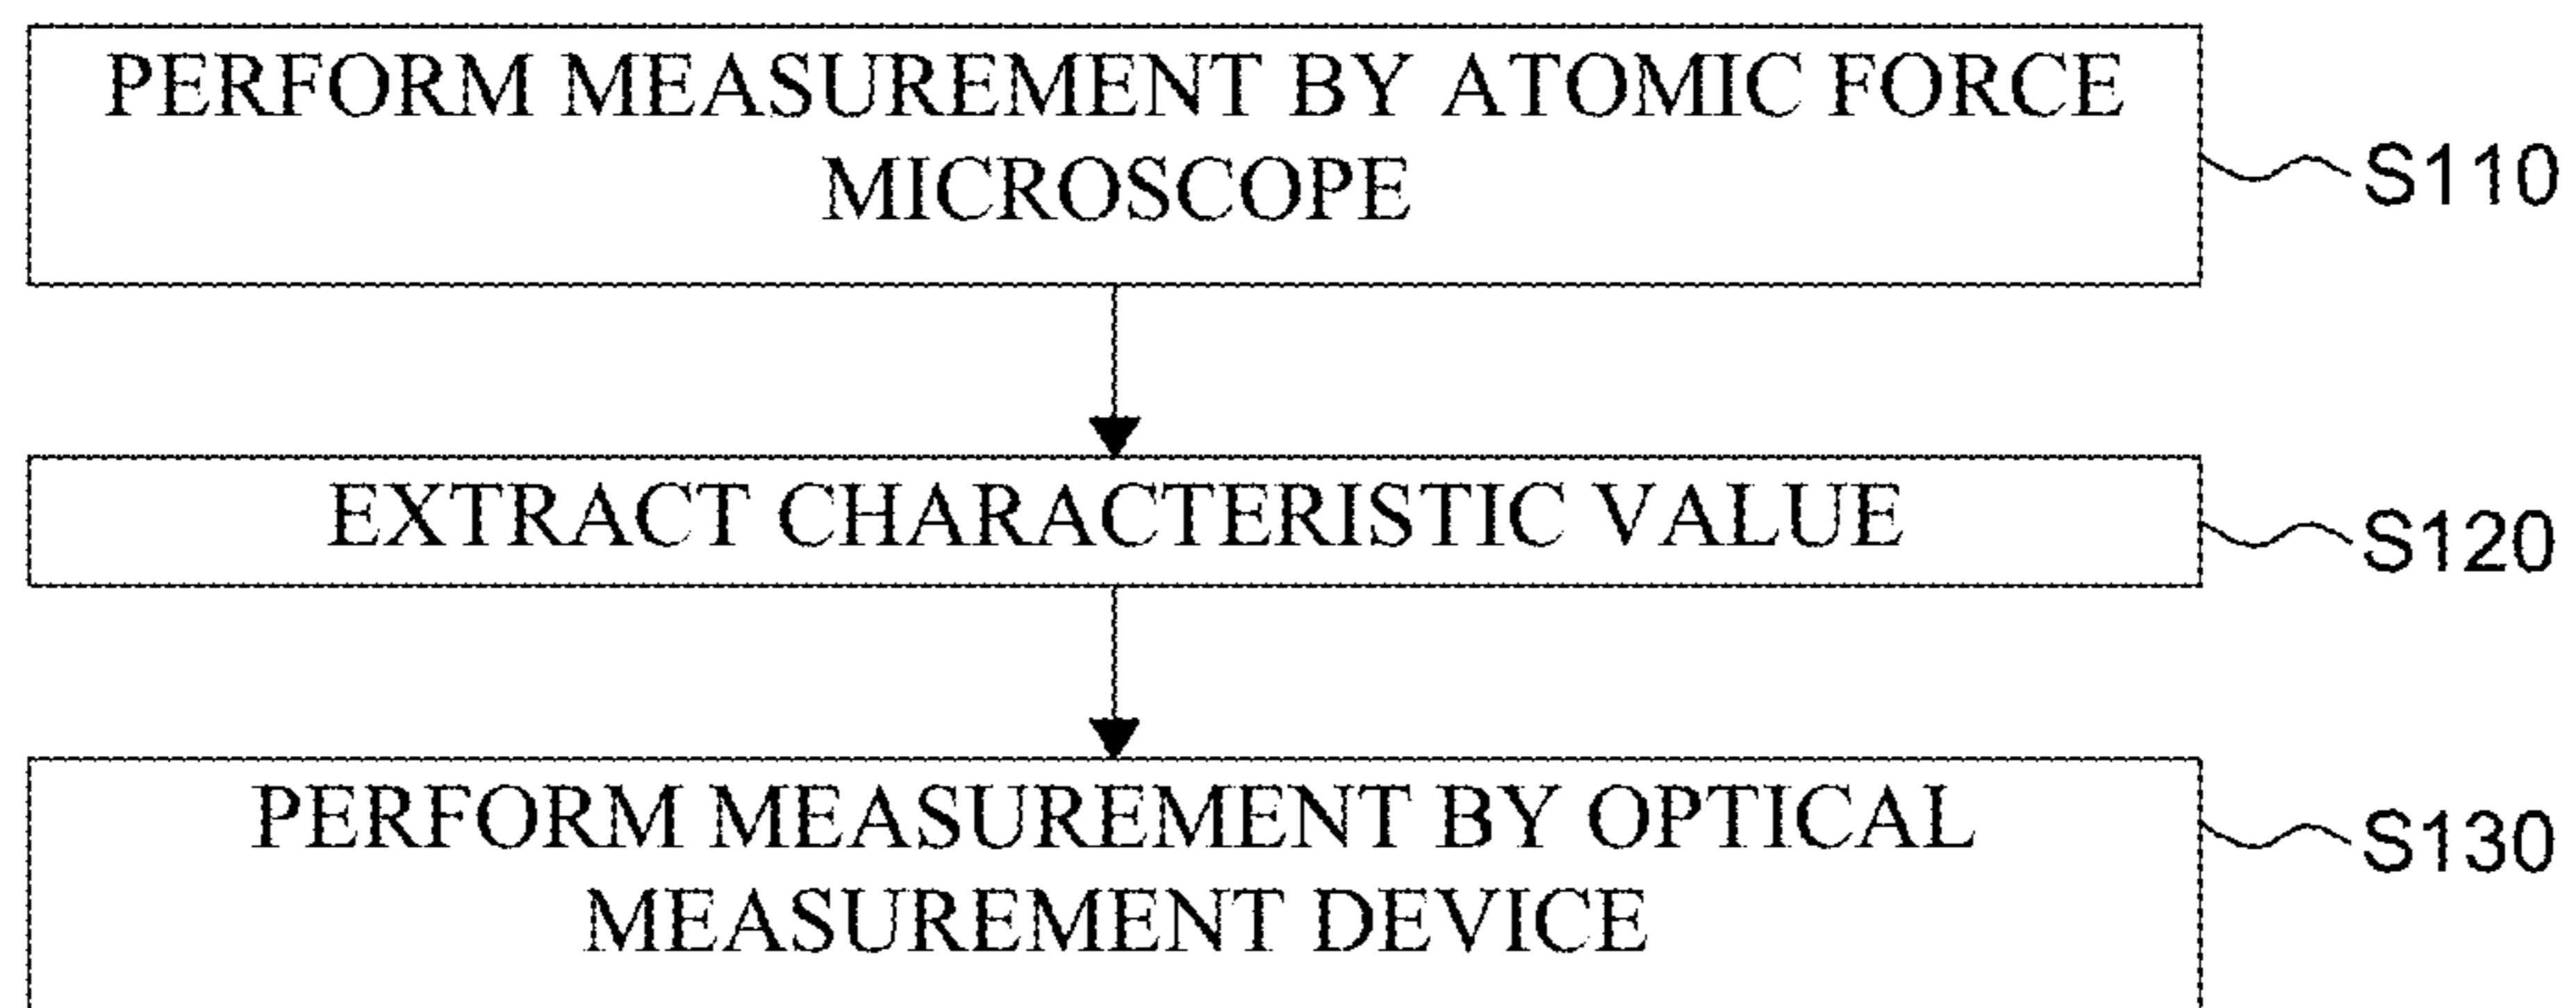 PERFORM MEASUREMENT BY ATOMIC FORCE
MICROSCOPE
S110
EXTRACT CHARACTERISTIC VALUE
S120
PERFORM MEASUREMENT BY OPTICAL
MEASUREMENT DEVICE
S130